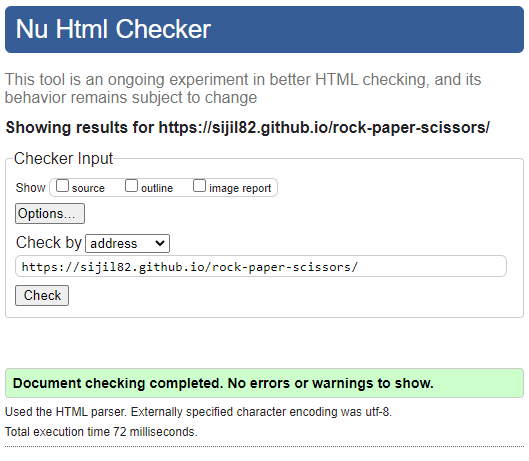 Nu Html Checker
This tool is an ongoing experiment in better HTML checking, and its
behavior remains subject to change
Showing results for https://sijil82.github.io/rock-paper-scissors/
Checker Input
Show source outline image report
Options...
Check by address
https://sijil82.github.io/rock-paper-scissors/
Check
Document checking completed. No errors or warnings to show.
Used the HTML parser. Externally specified character encoding was utf-8.
Total execution time 72 milliseconds.